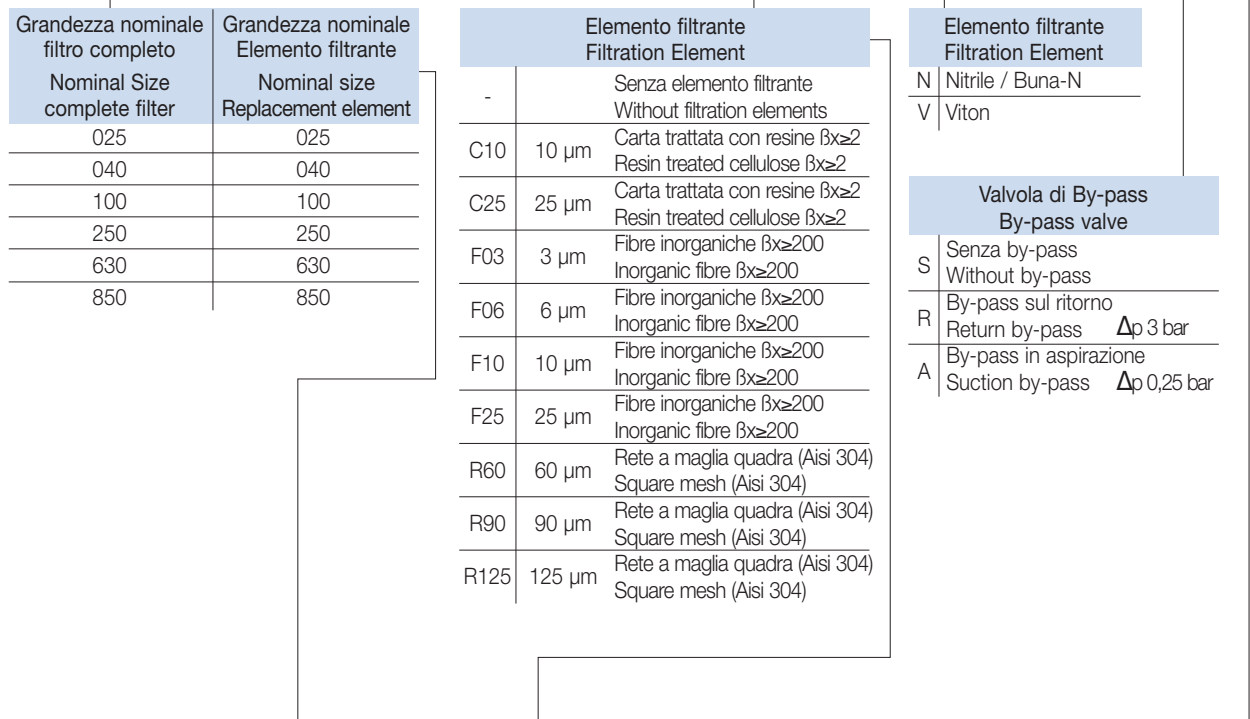 Grandezza nominale filtro completo
Nominal Size complete filter
Grandezza nominale Elemento filtrante
Nominal size Replacement element
025 025
040 040
100 100
250 250
630 630
850 850
Elemento filtrante
Filtration Element
- Senza elemento filtrante
Without filtration elements
C10 10 µm Carta trattata con resine ßx≥2
Resin treated cellulose ßx≥2
C25 25 µm Carta trattata con resine ßx≥2
Resin treated cellulose ßx≥2
F03 3 µm Fibre inorganiche ßx≥200
Inorganic fibre ßx≥200
F06 6 µm Fibre inorganiche ßx≥200
Inorganic fibre ßx≥200
F10 10 µm Fibre inorganiche ßx≥200
Inorganic fibre ßx≥200
F25 25 µm Fibre inorganiche ßx≥200
Inorganic fibre ßx≥200
R60 60 µm Rete a maglia quadra (Aisi 304)
Square mesh (Aisi 304)
R90 90 µm Rete a maglia quadra (Aisi 304)
Square mesh (Aisi 304)
R125 125 µm Rete a maglia quadra (Aisi 304)
Square mesh (Aisi 304)
Elemento filtrante
Filtration Element
N Nitrile / Buna-N
V Viton
Valvola di By-pass
By-pass valve
S Senza by-pass
Without by-pass
R By-pass sul ritorno
Return by-pass Δp 3 bar
A By-pass in aspirazione
Suction by-pass Δp 0,25 bar